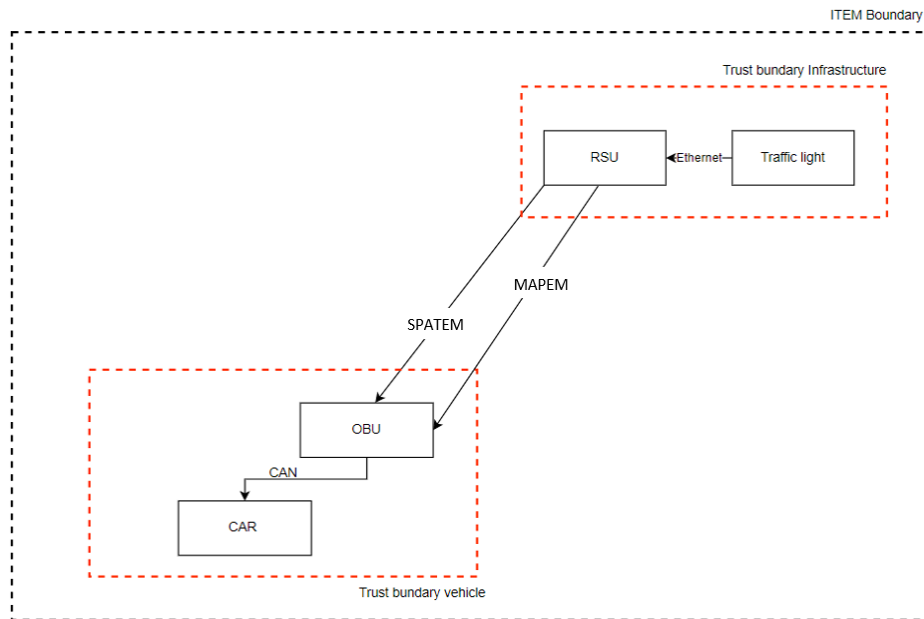 ITEM Boundary
Trust bundary Infrastructure
RSU
Ethernet
Traffic light
MAPEM
SPATEM
OBU
CAN
CAR
Trust bundary vehicle